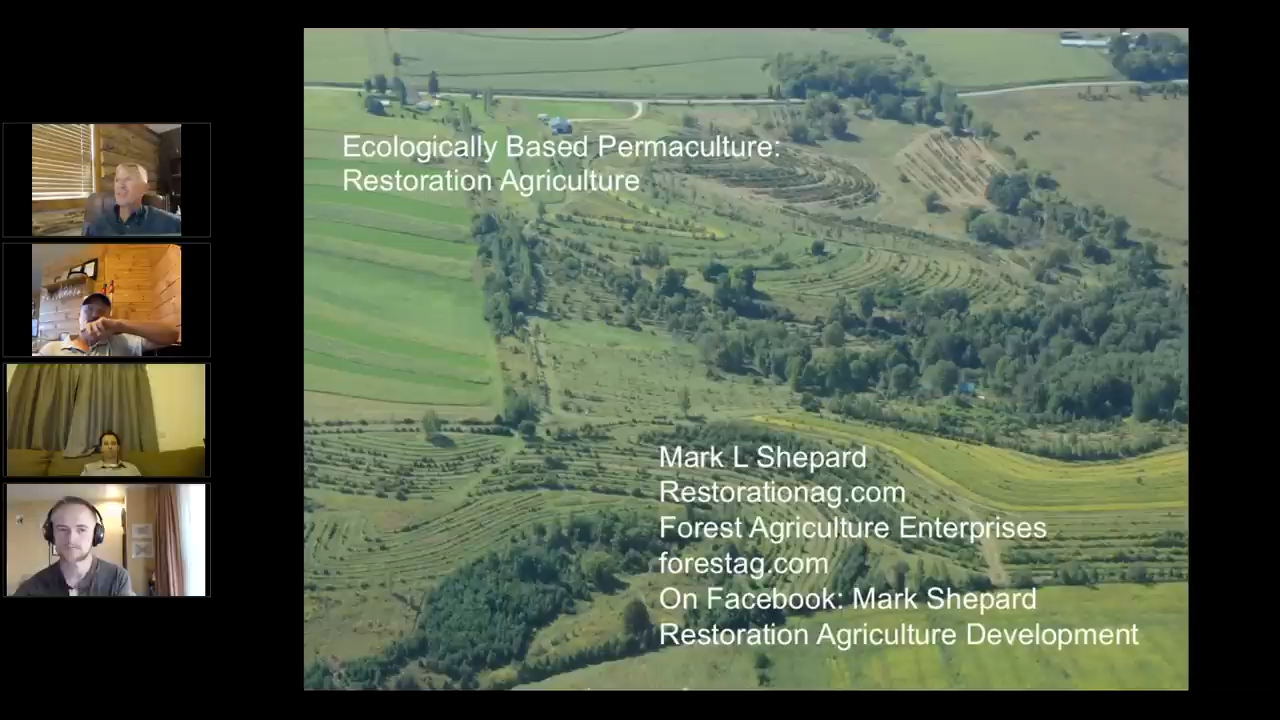 Ecologically Based Permaculture:
Restoration Agriculture
Mark L Shepard
Restorationag.com
Forest Agriculture Enterprises
forestag.com
On Facebook: Mark Shepard
Restoration Agriculture Development